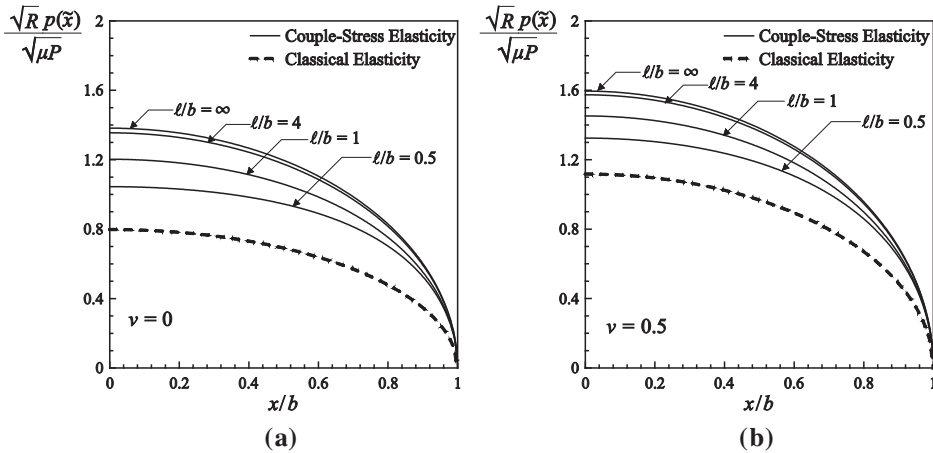 √R p(x̃)
√μP
2
1.6
1.2
0.8
0.4
0
Couple-Stress Elasticity
Classical Elasticity
ℓ/b = ∞
ℓ/b = 4
ℓ/b = 1
ℓ/b = 0.5
ν = 0
0 0.2 0.4 0.6 0.8 1
x/b
(a)
√R p(x̃)
√μP
2
1.6
1.2
0.8
0.4
0
Couple-Stress Elasticity
Classical Elasticity
ℓ/b = ∞
ℓ/b = 4
ℓ/b = 1
ℓ/b = 0.5
ν = 0.5
0 0.2 0.4 0.6 0.8 1
x/b
(b)